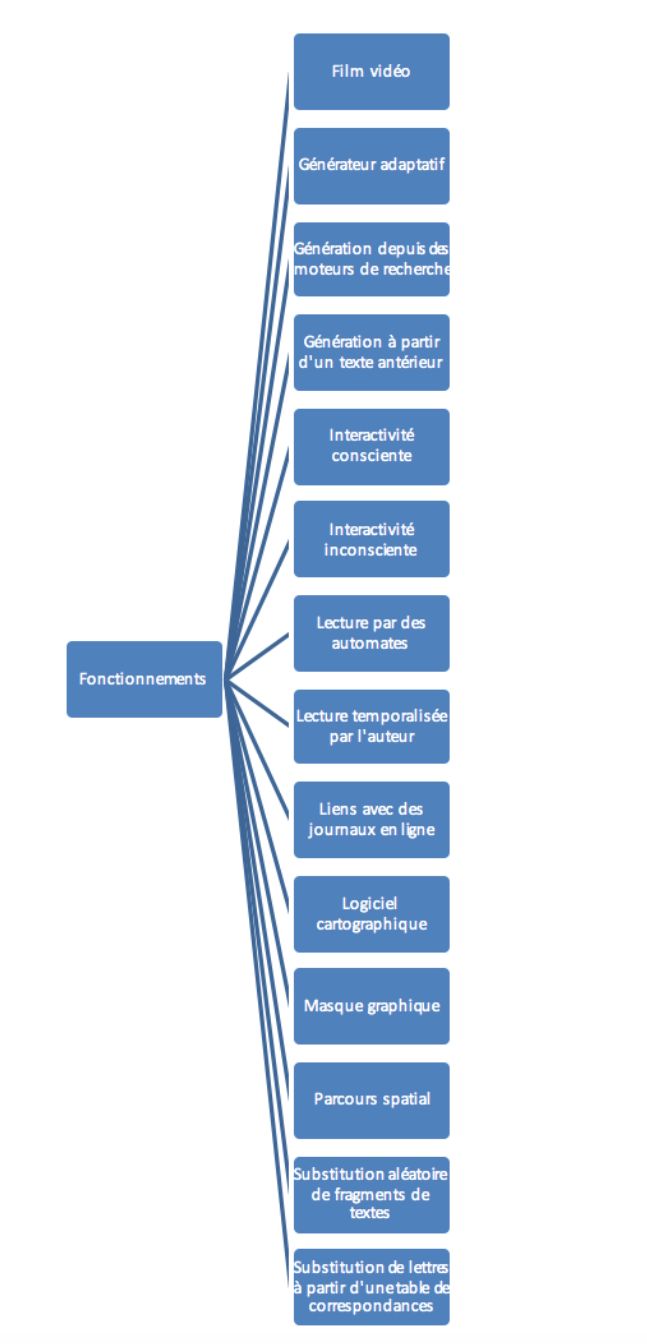 Film vidéo
Générateur adaptatif
Génération depuis des
moteurs de recherche
Génération à partir
d'un texte antérieur
Interactivité
consciente
Interactivité
inconsciente
Lecture par des
automates
Fonctionnements
Lecture temporalisée
par l'auteur
Liens avec des
journaux en ligne
Logiciel
cartographique
Masque graphique
Parcours spatial
Substitution aléatoire
de fragments de
textes
Substitution de lettres
à partir d'une table de
correspondances